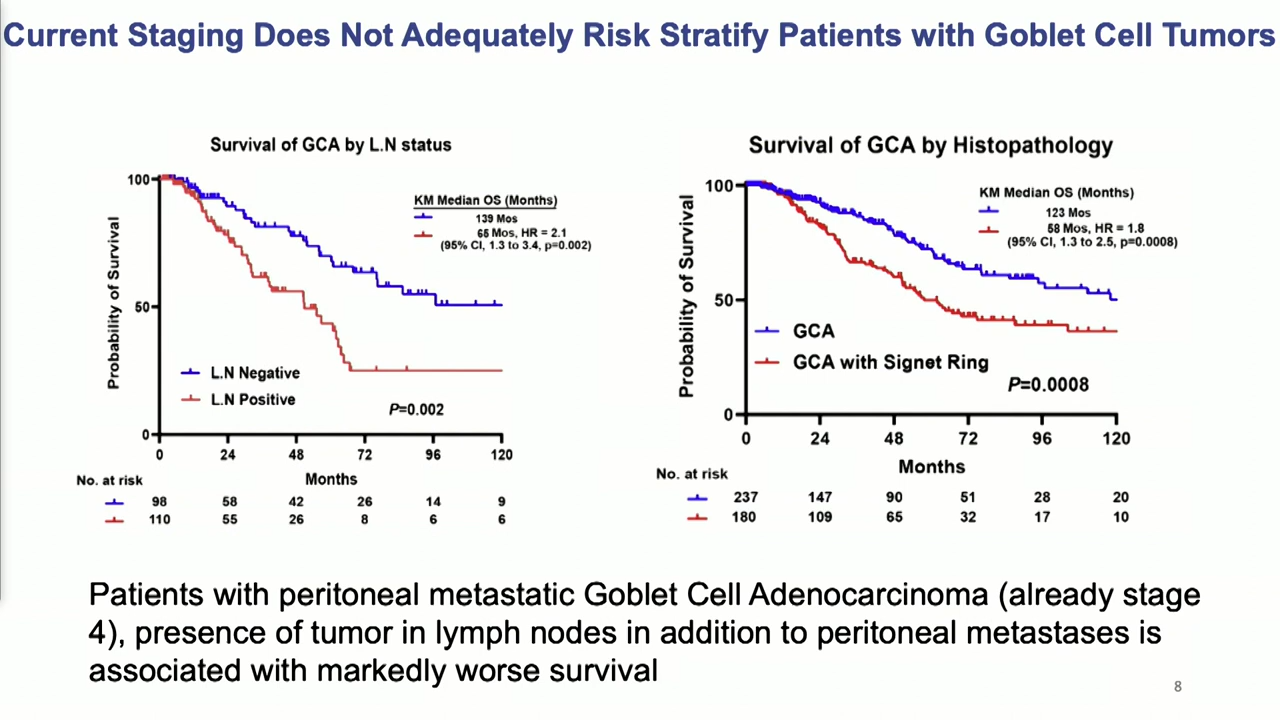 Current Staging Does Not Adequately Risk Stratify Patients with Goblet Cell Tumors
Survival of GCA by L.N status
100
50
0
Probability of Survival
KM Median OS (Months)
139 Mos
65 Mos, HR = 2.1
(95% CI, 1.3 to 3.4, p=0.002)
L.N Negative
L.N Positive
P=0.002
0 24 48 72 96 120
Months
No. at risk
98 58 42 26 14 9
110 55 26 8 6 6
Survival of GCA by Histopathology
100
50
0
Probability of Survival
KM Median OS (Months)
123 Mos
58 Mos, HR = 1.8
(95% CI, 1.3 to 2.5, p=0.0008)
GCA
GCA with Signet Ring
P=0.0008
0 24 48 72 96 120
Months
No. at risk
237 147 90 51 28 20
180 109 65 32 17 10
Patients with peritoneal metastatic Goblet Cell Adenocarcinoma (already stage
4), presence of tumor in lymph nodes in addition to peritoneal metastases is
associated with markedly worse survival
8